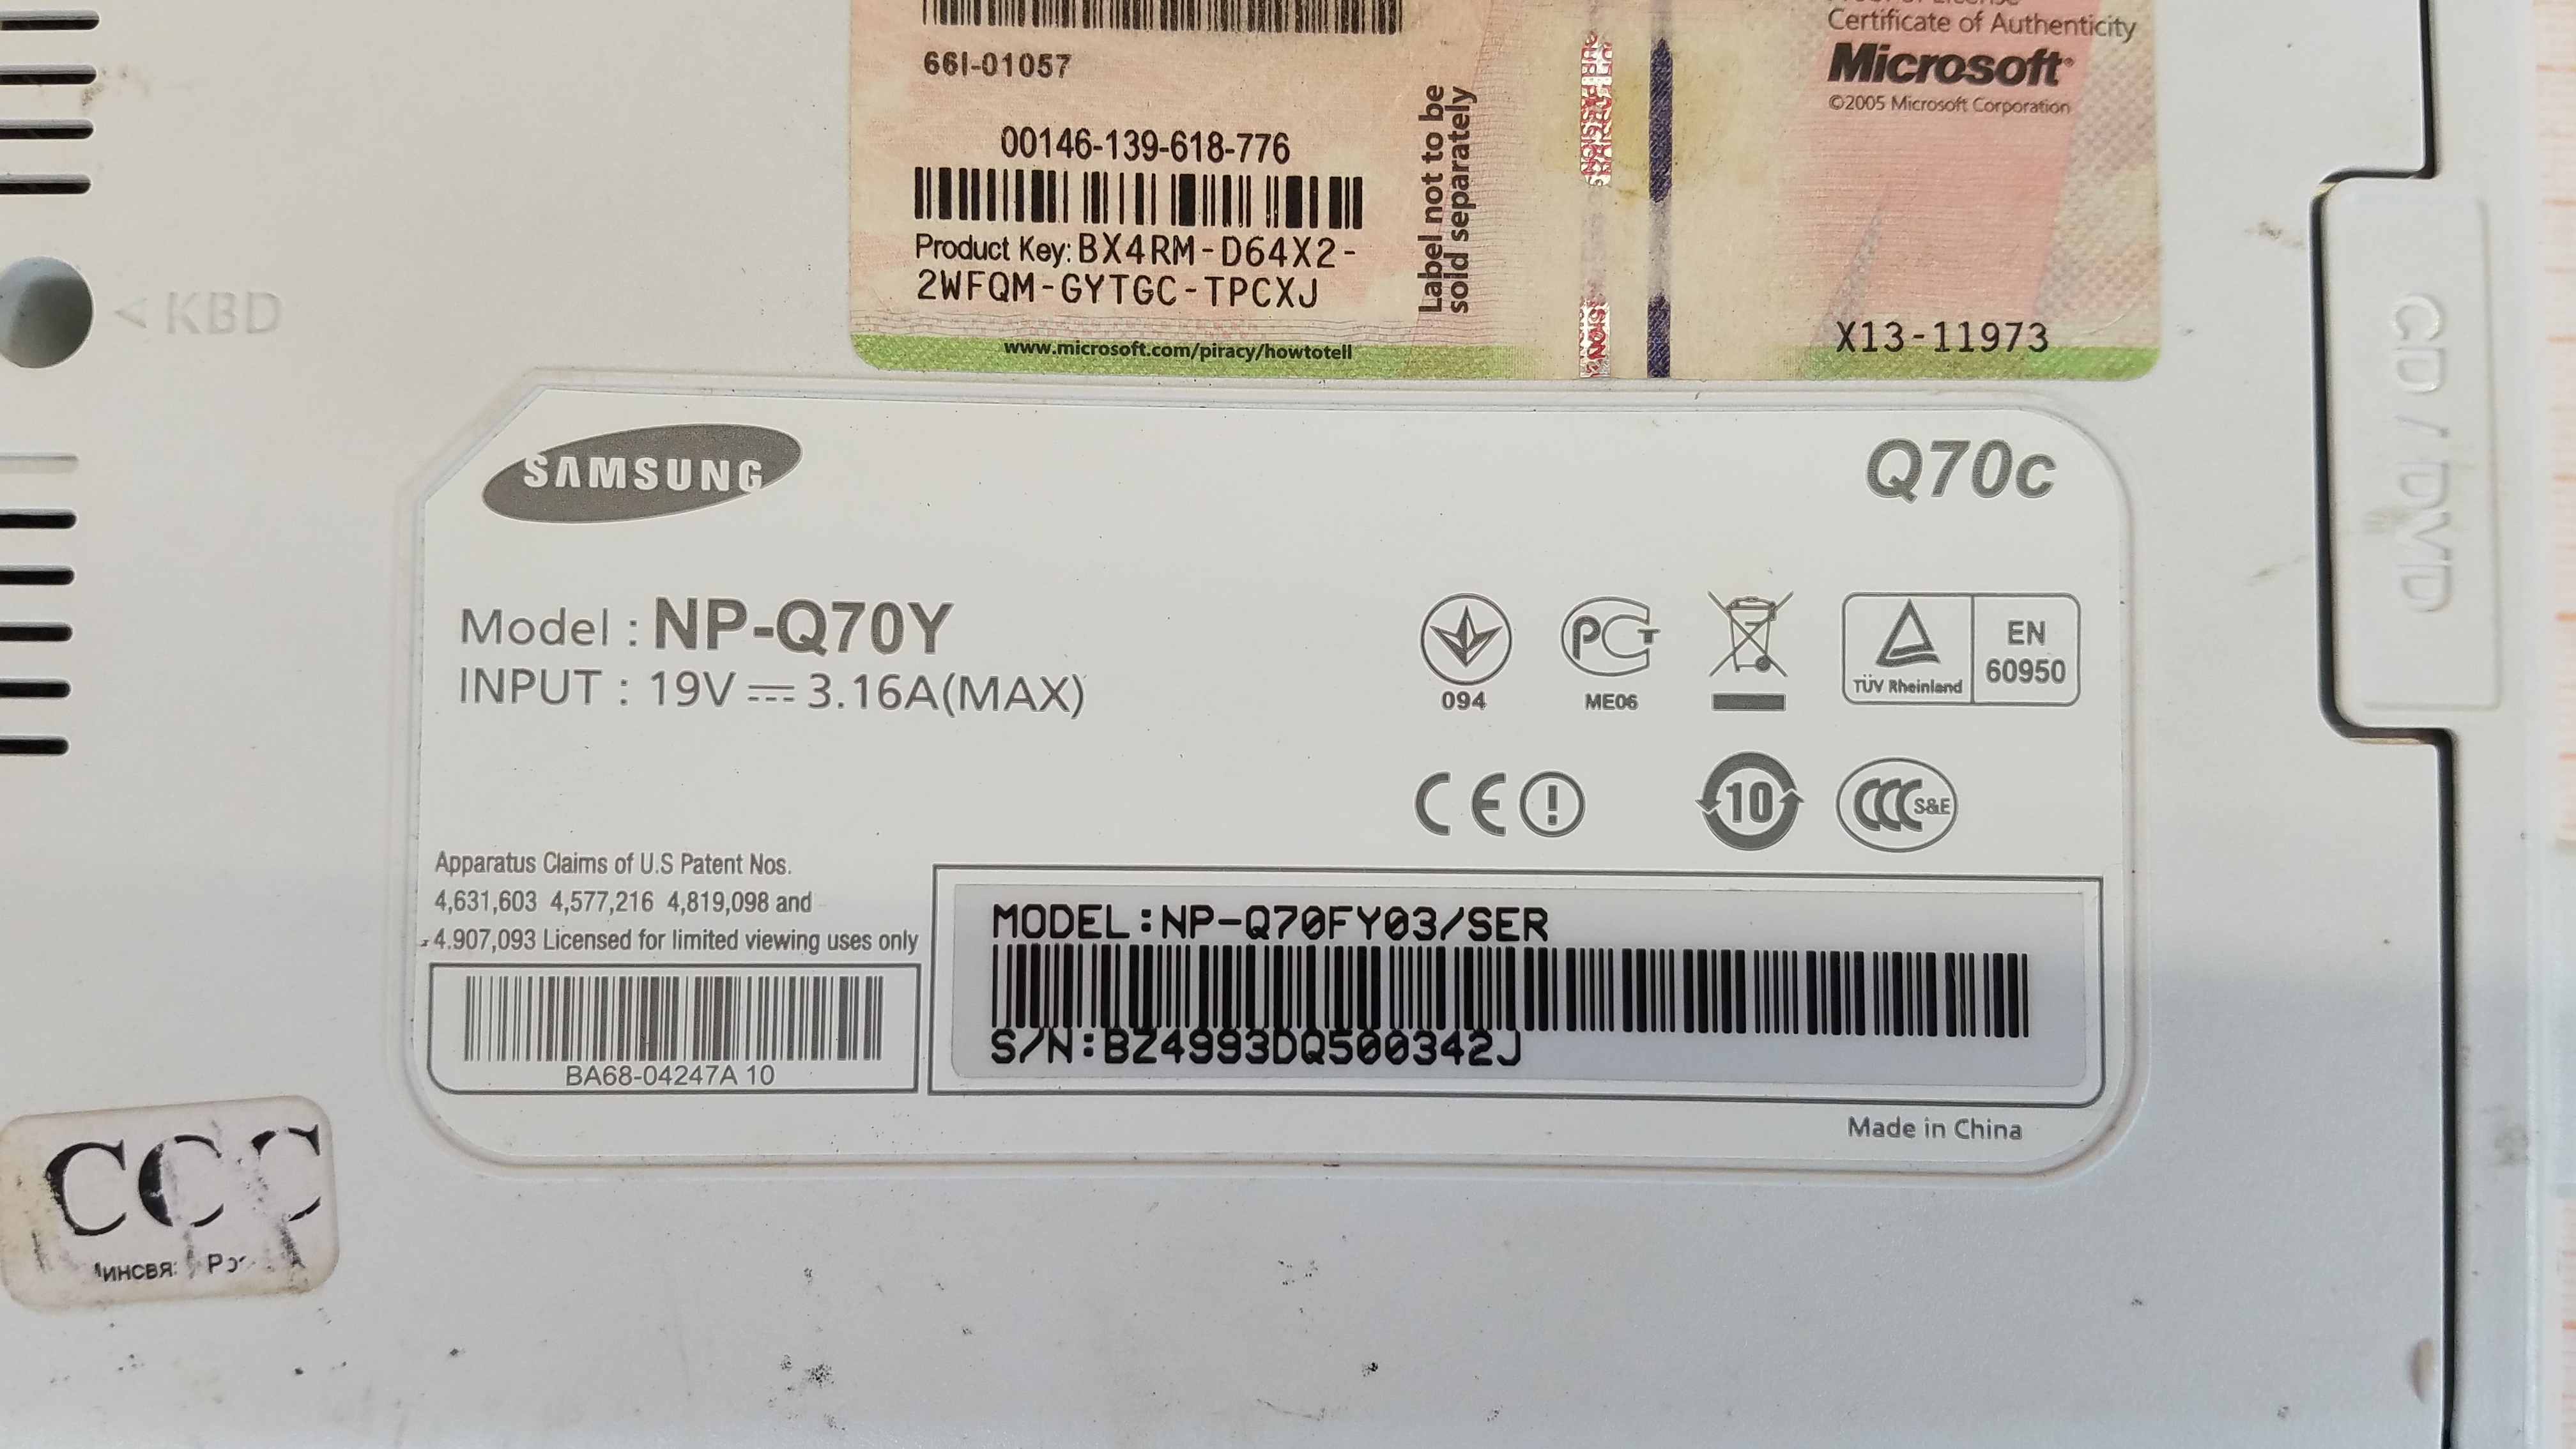 Certificate of Authenticity
Microsoft®
©2005 Microsoft Corporation
66I-01057
00146-139-618-776
Product Key: BX4RM-D64X2-
2WFQM-GYTGC-TPCXJ
Label not to be
sold separately
www.microsoft.com/piracy/howtotell
X13-11973
< KBD
CD / DVD
SAMSUNG
Q70c
Model : NP-Q70Y
INPUT : 19V 3.16A(MAX)
094
PCT
ME06
TÜV Rheinland
EN
60950
CE
10
CCC S&E
Apparatus Claims of U.S Patent Nos.
4,631,603 4,577,216 4,819,098 and
4.907,093 Licensed for limited viewing uses only
BA68-04247A 10
MODEL:NP-Q70FY03/SER
S/N:BZ4993DQ500342J
Made in China
ССС